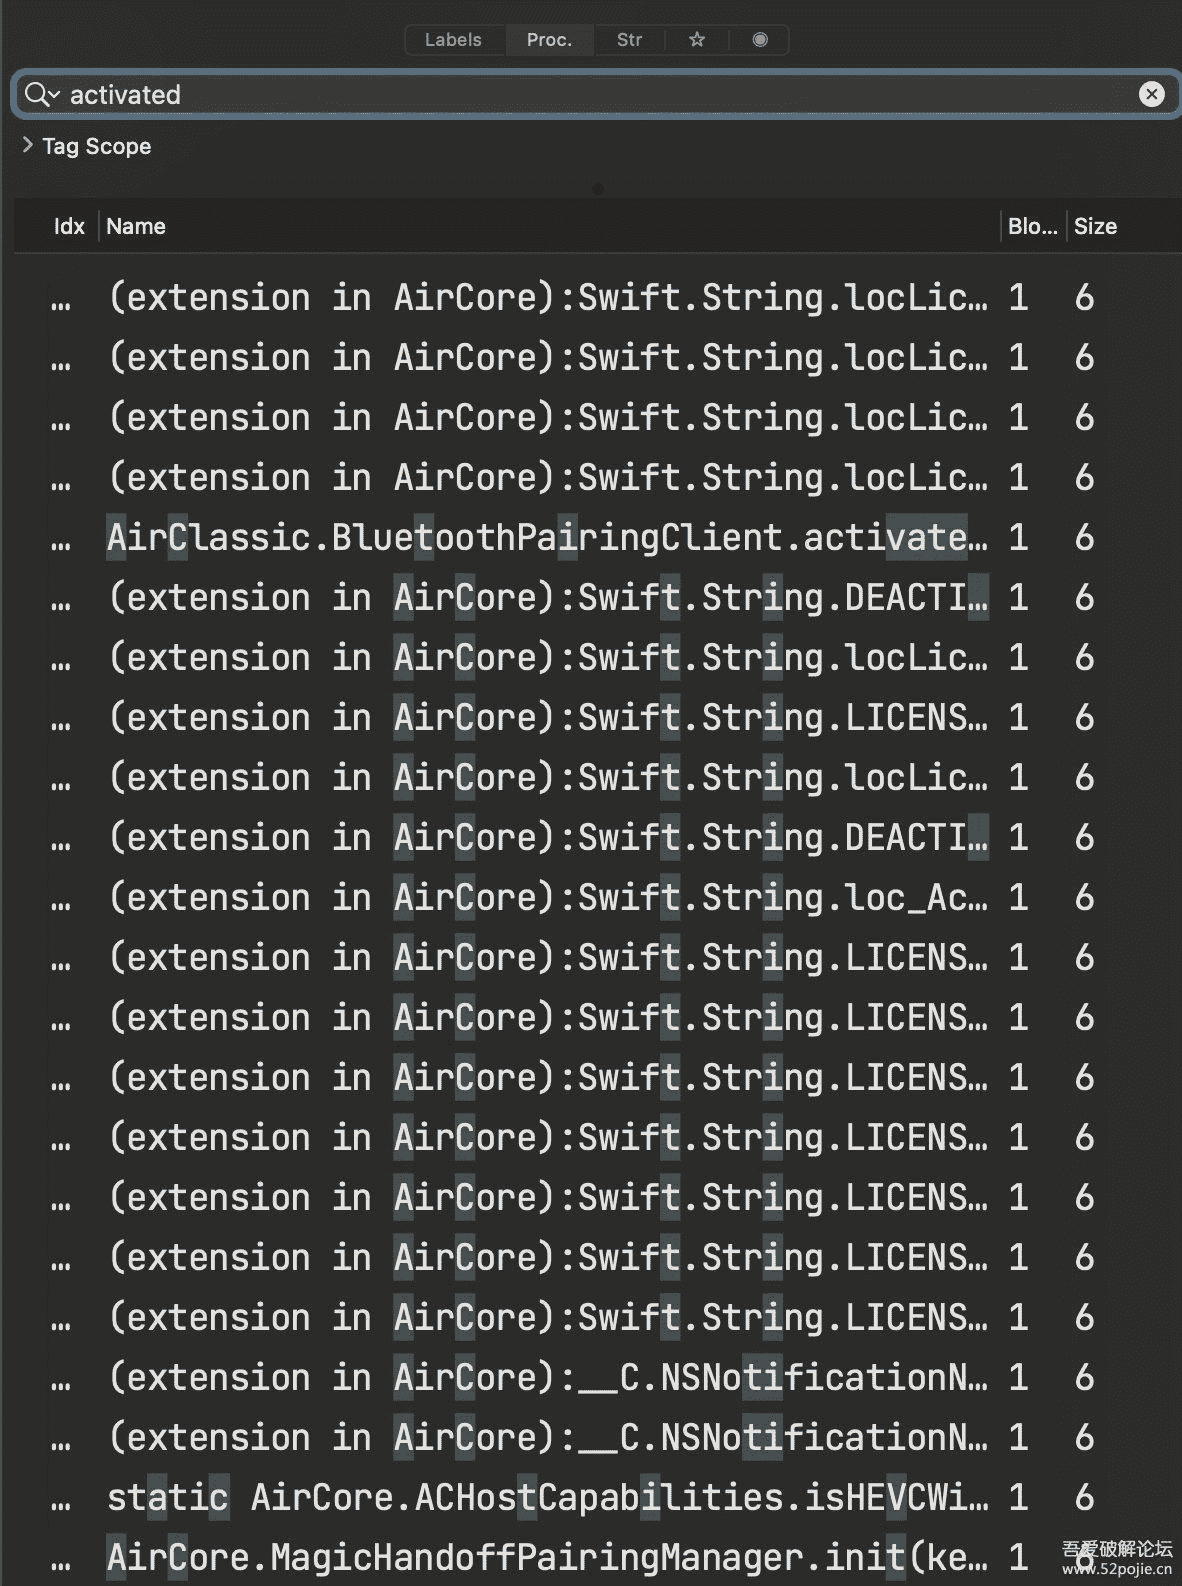 Labels Proc. Str
activated
Tag Scope
Idx Name Blo... Size
... (extension in AirCore):Swift.String.locLic... 1 6
... (extension in AirCore):Swift.String.locLic... 1 6
... (extension in AirCore):Swift.String.locLic... 1 6
... (extension in AirCore):Swift.String.locLic... 1 6
... AirClassic.BluetoothPairingClient.activate... 1 6
... (extension in AirCore):Swift.String.DEACTI... 1 6
... (extension in AirCore):Swift.String.locLic... 1 6
... (extension in AirCore):Swift.String.LICENS... 1 6
... (extension in AirCore):Swift.String.locLic... 1 6
... (extension in AirCore):Swift.String.DEACTI... 1 6
... (extension in AirCore):Swift.String.loc_Ac... 1 6
... (extension in AirCore):Swift.String.LICENS... 1 6
... (extension in AirCore):Swift.String.LICENS... 1 6
... (extension in AirCore):Swift.String.LICENS... 1 6
... (extension in AirCore):Swift.String.LICENS... 1 6
... (extension in AirCore):Swift.String.LICENS... 1 6
... (extension in AirCore):Swift.String.LICENS... 1 6
... (extension in AirCore):Swift.String.LICENS... 1 6
... (extension in AirCore):__C.NSNotificationN... 1 6
... (extension in AirCore):__C.NSNotificationN... 1 6
... static AirCore.ACHostCapabilities.isHEVCWi... 1 6
... AirCore.MagicHandoffPairingManager.init(ke... 1 6
吾爱破解论坛
www.52pojie.cn